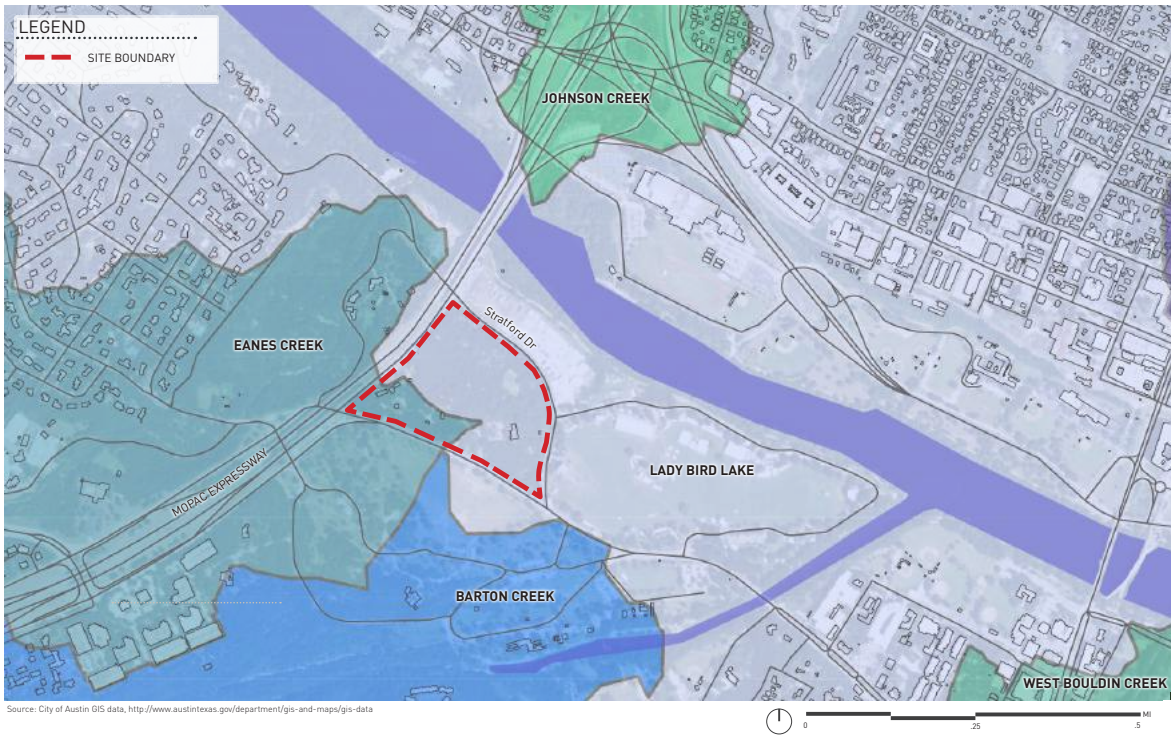 LEGEND
SITE BOUNDARY
JOHNSON CREEK
Stratford Dr
EANES CREEK
MOPAC EXPRESSWAY
LADY BIRD LAKE
BARTON CREEK
WEST BOULDIN CREEK
Source: City of Austin GIS data, http://www.austintexas.gov/department/gis-and-maps/gis-data
0 .25 .5 MI